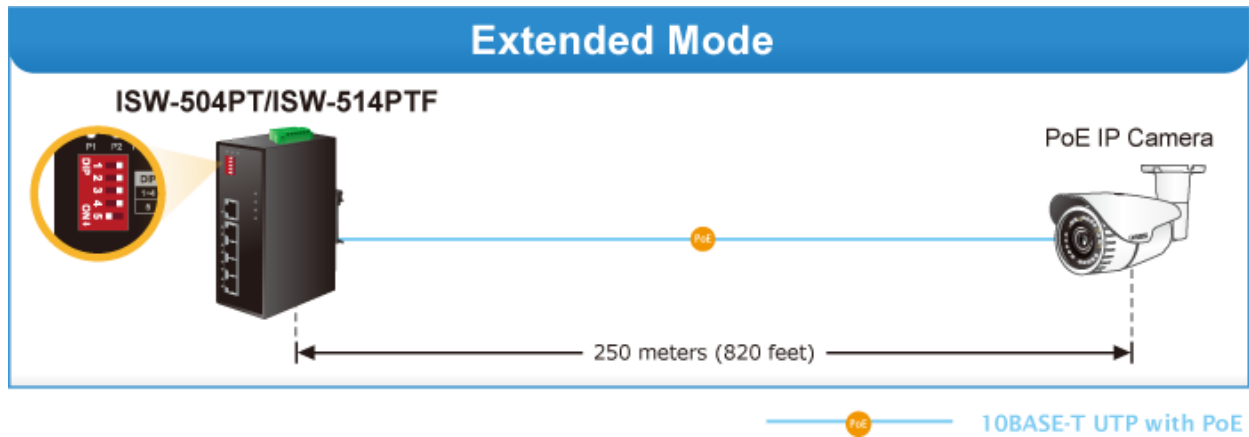 Extended Mode
ISW-504PT/ISW-514PTF
PoE IP Camera
P1 P2
DIP
1 2 3 4 5
ON↓
DIP
1~4
5
PoE
250 meters (820 feet)
PoE
10BASE-T UTP with PoE